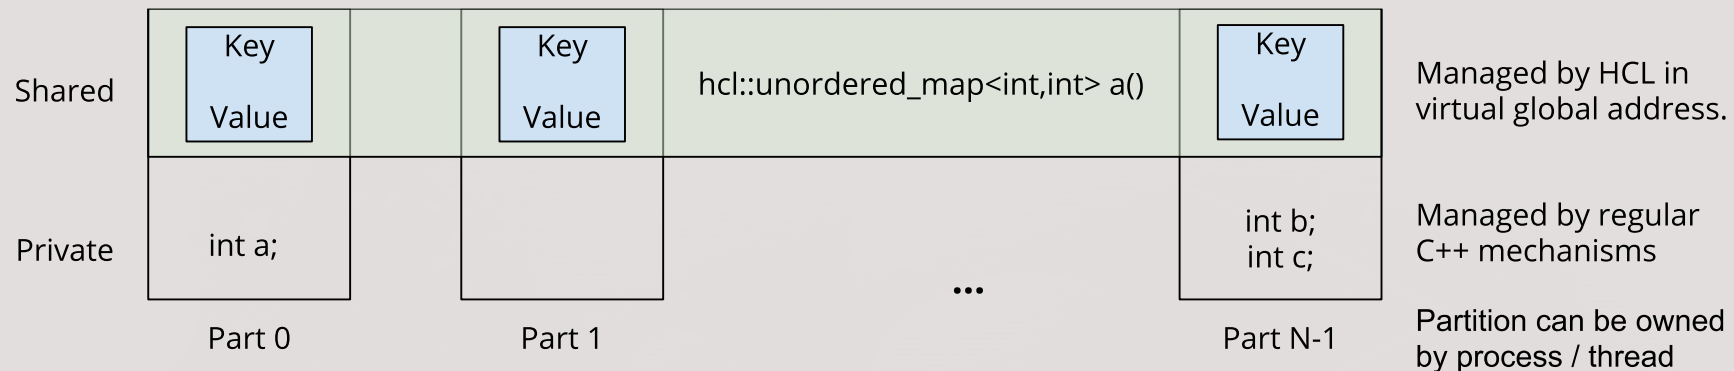 Shared
Key
Value
Key
Value
hcl::unordered_map<int,int> a()
Key
Value
Managed by HCL in
virtual global address.
Private
int a;
...
int b;
int c;
Managed by regular
C++ mechanisms
Part 0
Part 1
Part N-1
Partition can be owned
by process / thread